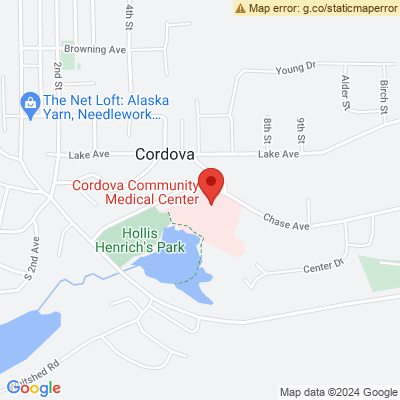 Map error: g.co/staticmaperror
4th St
Browning Ave
2nd St
Young Dr
Alder St
Birch St
The Net Loft: Alaska
Yarn, Needlework...
8th St
9th St
Lake Ave
Cordova
Lake Ave
Cordova Community
Medical Center
Chase Ave
Hollis
Henrich's Park
S 2nd Ave
Center Dr
hitshed Rd
Google
Map data ©2024 Google